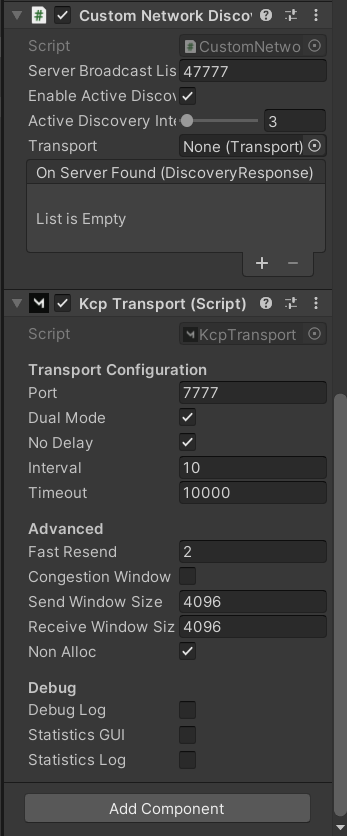 Custom Network Disco
Script
CustomNetwo
Server Broadcast Lis
47777
Enable Active Discov
Active Discovery Inte
3
Transport
None (Transport)
On Server Found (DiscoveryResponse)
List is Empty
+ −
Kcp Transport (Script)
Script
KcpTransport
Transport Configuration
Port
7777
Dual Mode
No Delay
Interval
10
Timeout
10000
Advanced
Fast Resend
2
Congestion Window
Send Window Size
4096
Receive Window Siz
4096
Non Alloc
Debug
Debug Log
Statistics GUI
Statistics Log
Add Component